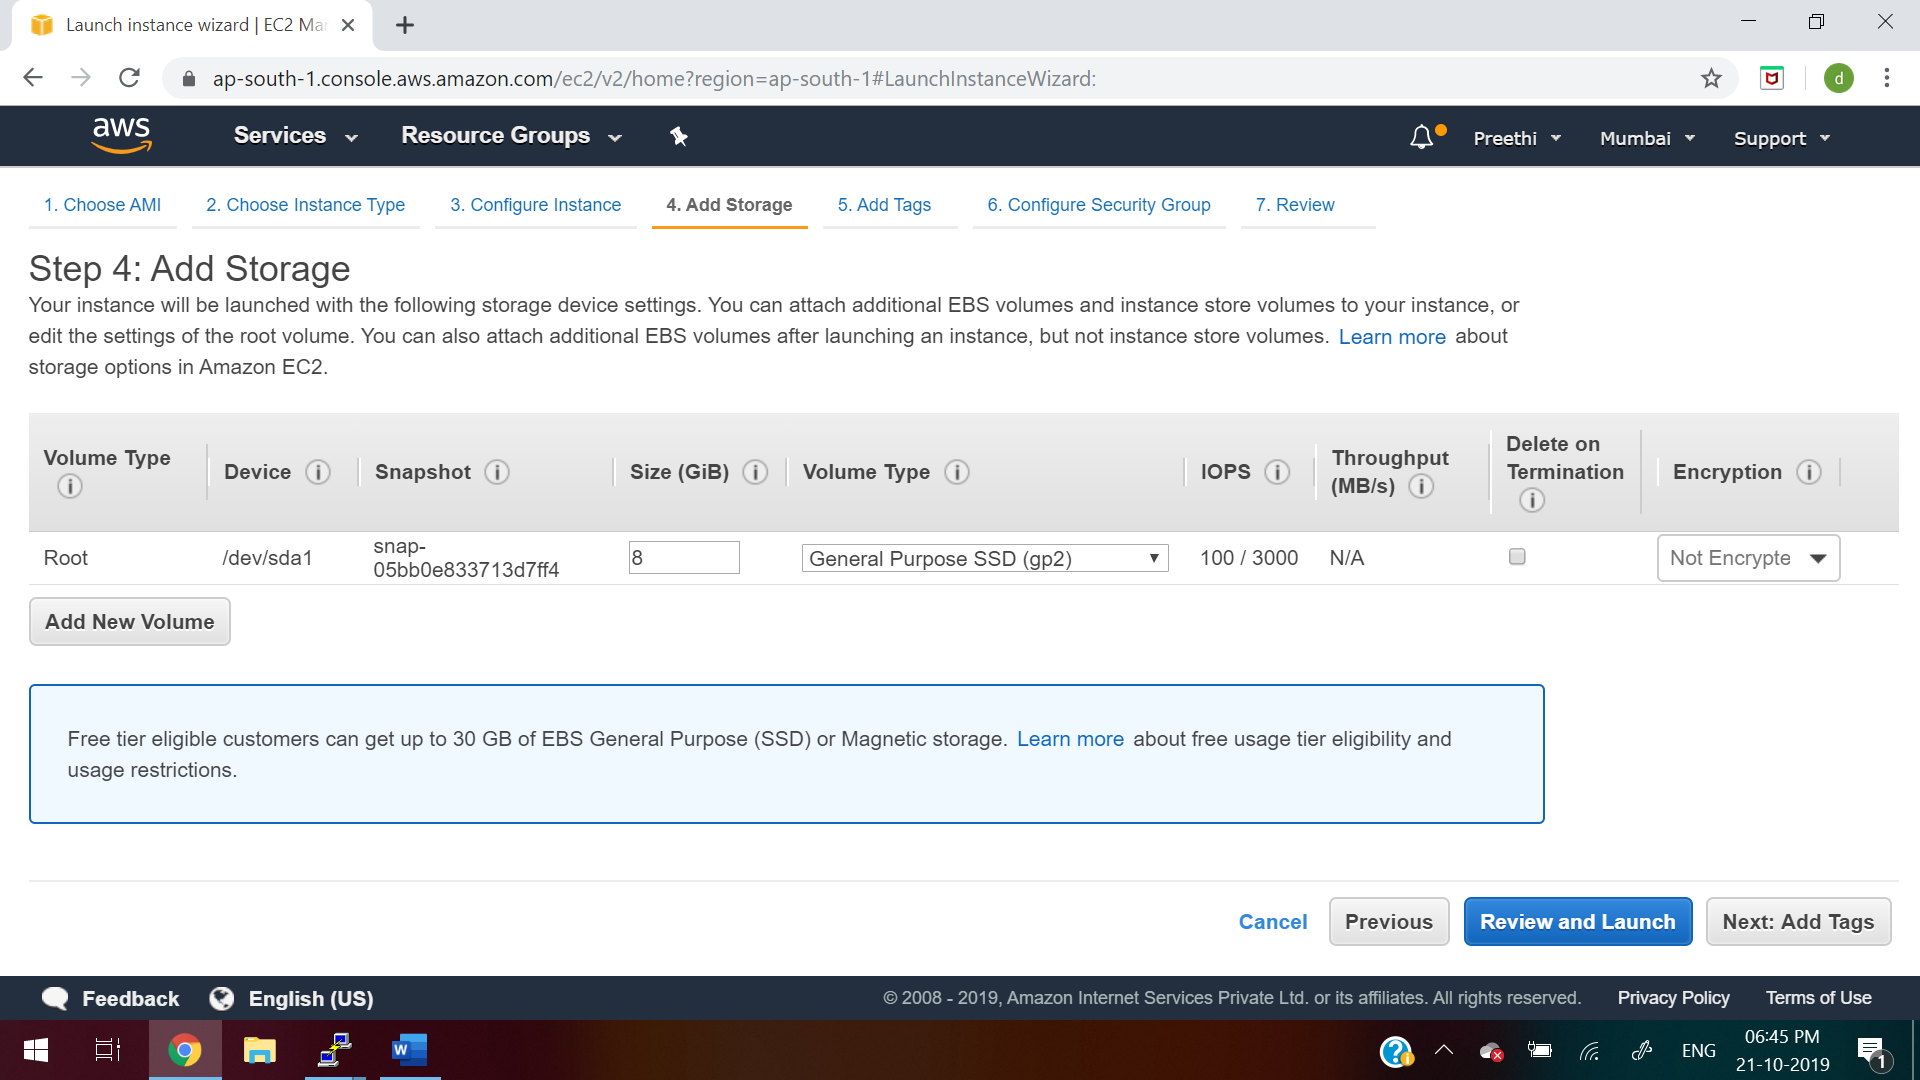 Launch instance wizard | EC2 Ma
ap-south-1.console.aws.amazon.com/ec2/v2/home?region=ap-south-1#LaunchInstanceWizard:
d
aws
Services
Resource Groups
Preethi
Mumbai
Support
1. Choose AMI
2. Choose Instance Type
3. Configure Instance
4. Add Storage
5. Add Tags
6. Configure Security Group
7. Review
Step 4: Add Storage
Your instance will be launched with the following storage device settings. You can attach additional EBS volumes and instance store volumes to your instance, or
edit the settings of the root volume. You can also attach additional EBS volumes after launching an instance, but not instance store volumes. Learn more about
storage options in Amazon EC2.
Volume Type
Device
Snapshot
Size (GiB)
Volume Type
IOPS
Throughput
(MB/s)
Delete on
Termination
Encryption
Root
/dev/sda1
snap-
05bb0e833713d7ff4
8
General Purpose SSD (gp2)
100 / 3000
N/A
Not Encrypte
Add New Volume
Free tier eligible customers can get up to 30 GB of EBS General Purpose (SSD) or Magnetic storage. Learn more about free usage tier eligibility and
usage restrictions.
Cancel
Previous
Review and Launch
Next: Add Tags
Feedback
English (US)
© 2008 - 2019, Amazon Internet Services Private Ltd. or its affiliates. All rights reserved.
Privacy Policy
Terms of Use
W
ENG
06:45 PM
21-10-2019
1